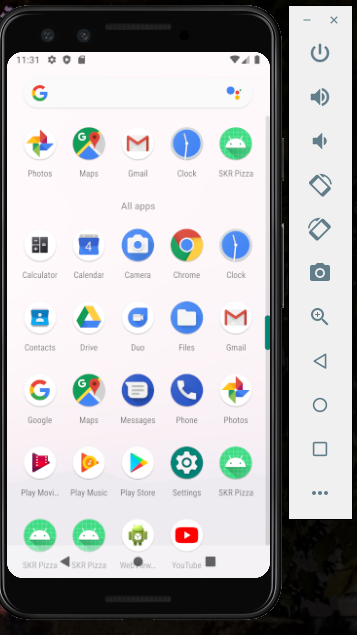 11:31
Photos Maps Gmail Clock SKR Pizza
All apps
Calculator Calendar Camera Chrome Clock
Contacts Drive Duo Files Gmail
Google Maps Messages Phone Photos
Play Movi.. Play Music Play Store Settings SKR Pizza
SKR Pizza SKR Pizza WebView.. YouTube